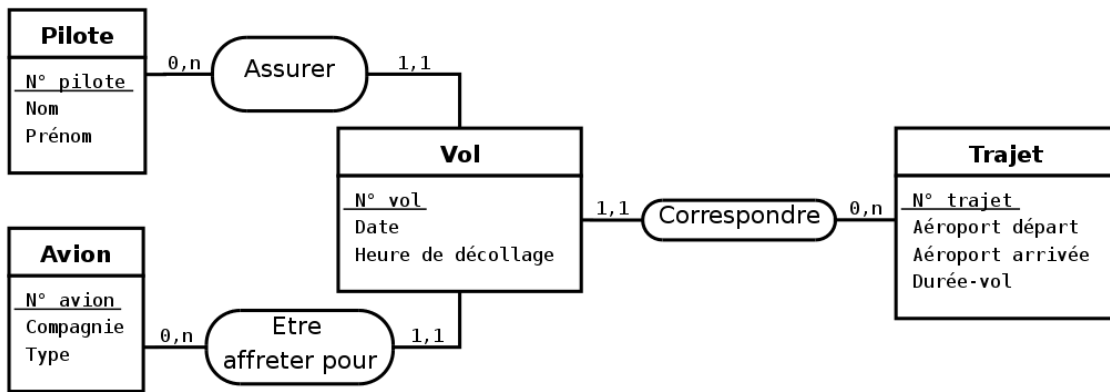 Pilote
N° pilote
Nom
Prénom
0,n
Assurer
1,1
Vol
N° vol
Date
Heure de décollage
1,1
Correspondre
0,n
Trajet
N° trajet
Aéroport départ
Aéroport arrivée
Durée-vol
Avion
N° avion
Compagnie
Type
0,n
Etre
affreter pour
1,1